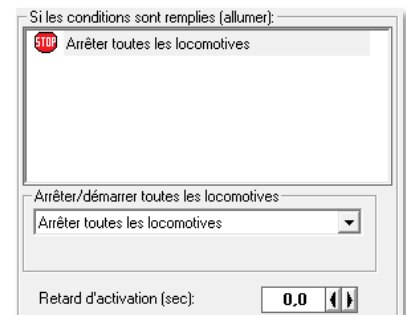 Si les conditions sont remplies (allumer):
STOP Arrêter toutes les locomotives
Arrêter/démarrer toutes les locomotives
Arrêter toutes les locomotives
Retard d'activation (sec): 0,0